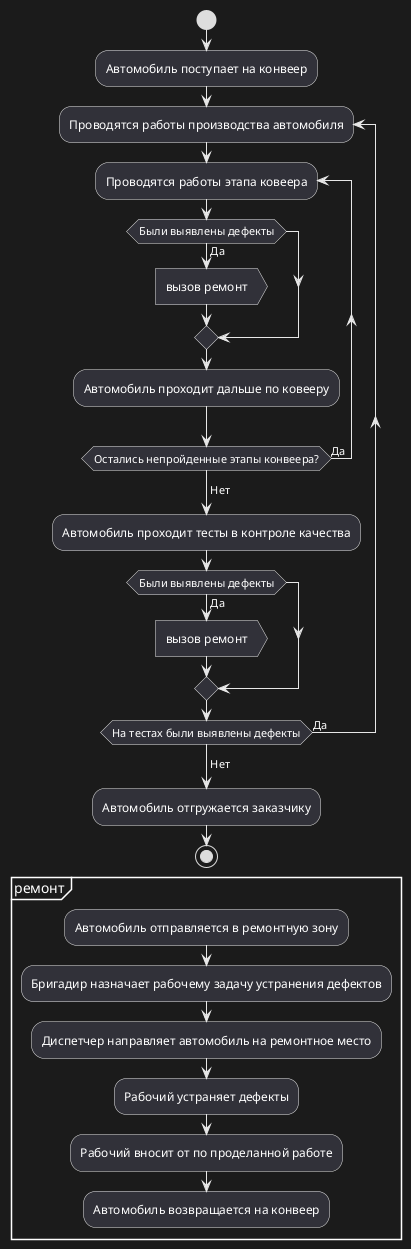 Автомобиль поступает на конвеер
Проводятся работы производства автомобиля
Проводятся работы этапа ковеера
Были выявлены дефекты
Да
вызов ремонт
Автомобиль проходит дальше по ковееру
Остались непройденные этапы конвеера?
Да
Нет
Автомобиль проходит тесты в контроле качества
Были выявлены дефекты
Да
вызов ремонт
На тестах были выявлены дефекты
Да
Нет
Автомобиль отгружается заказчику
ремонт
Автомобиль отправляется в ремонтную зону
Бригадир назначает рабочему задачу устранения дефектов
Диспетчер направляет автомобиль на ремонтное место
Рабочий устраняет дефекты
Рабочий вносит от по проделанной работе
Автомобиль возвращается на конвеер